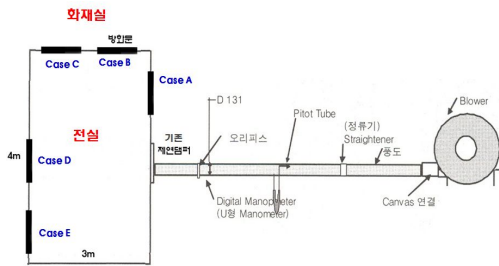 화재실
방화문
Case C
Case B
Case A
전실
4m
Case D
Case E
3m
기존
제연댐퍼
D 131
오리피스
Pitot Tube
(정류기)
Straightener
풍도
Blower
Digital Manometer
(U형 Manometer)
Canvas 연결